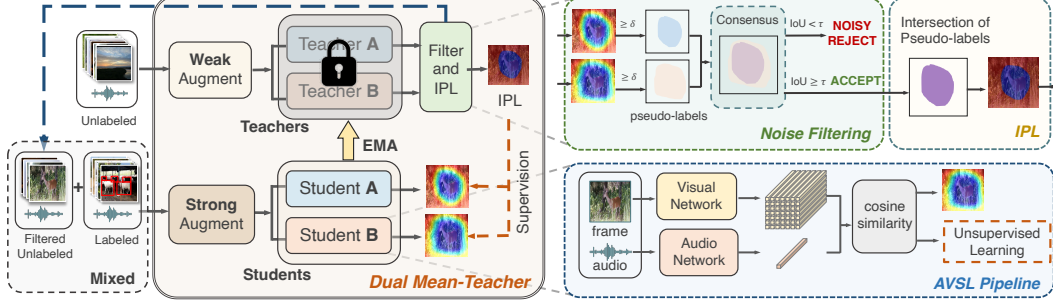 Unlabeled
Filtered
Unlabeled
+
Labeled
Mixed
Weak
Augment
Teacher A
Teacher B
Teachers
EMA
Filter
and
IPL
IPL
Strong
Augment
Student A
Student B
Students
Supervision
Dual Mean-Teacher
≥ δ
≥ δ
pseudo-labels
Consensus
IoU < τ
NOISY
REJECT
IoU ≥ τ ACCEPT
Noise Filtering
Intersection of
Pseudo-labels
IPL
frame
audio
Visual
Network
Audio
Network
cosine
similarity
Unsupervised
Learning
AVSL Pipeline